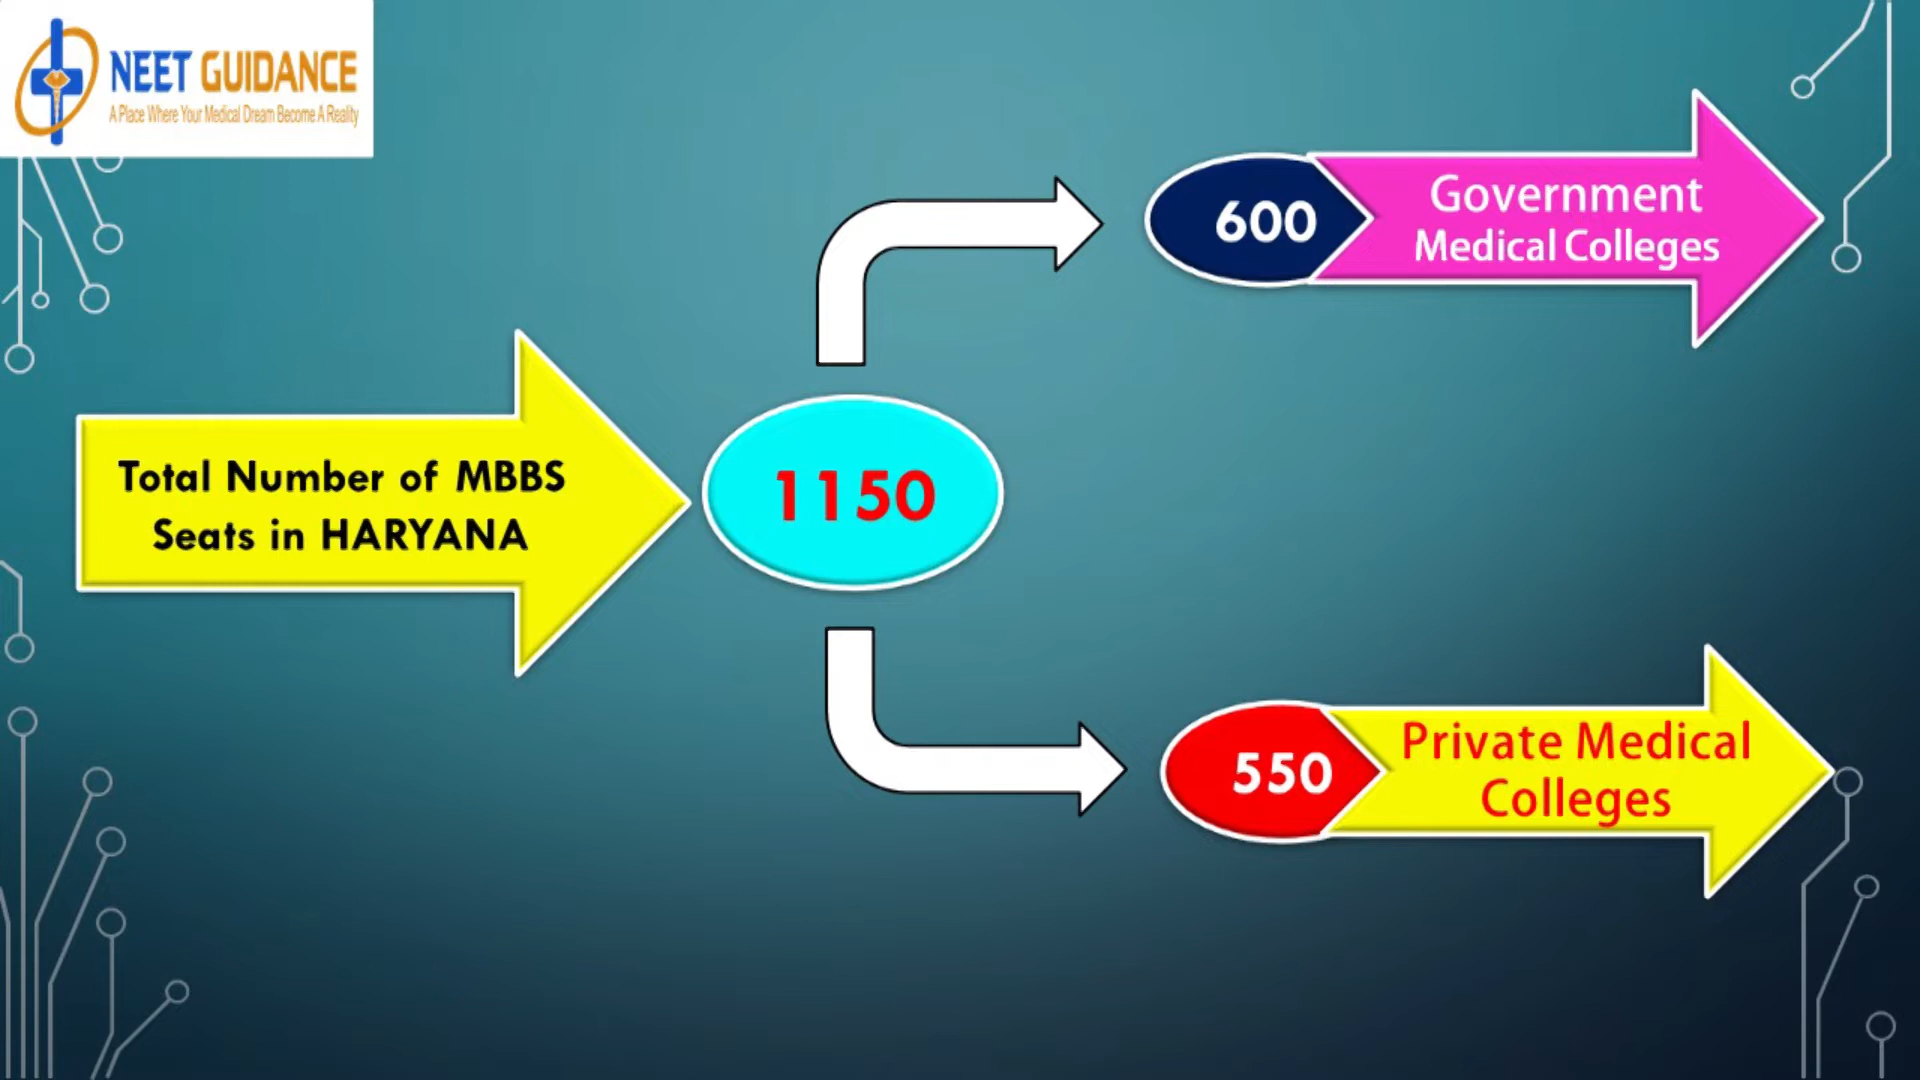 NEET GUIDANCE
A Place Where Your Medical Dream Become A Reality
600
Government
Medical Colleges
Total Number of MBBS
Seats in HARYANA
1150
550
Private Medical
Colleges